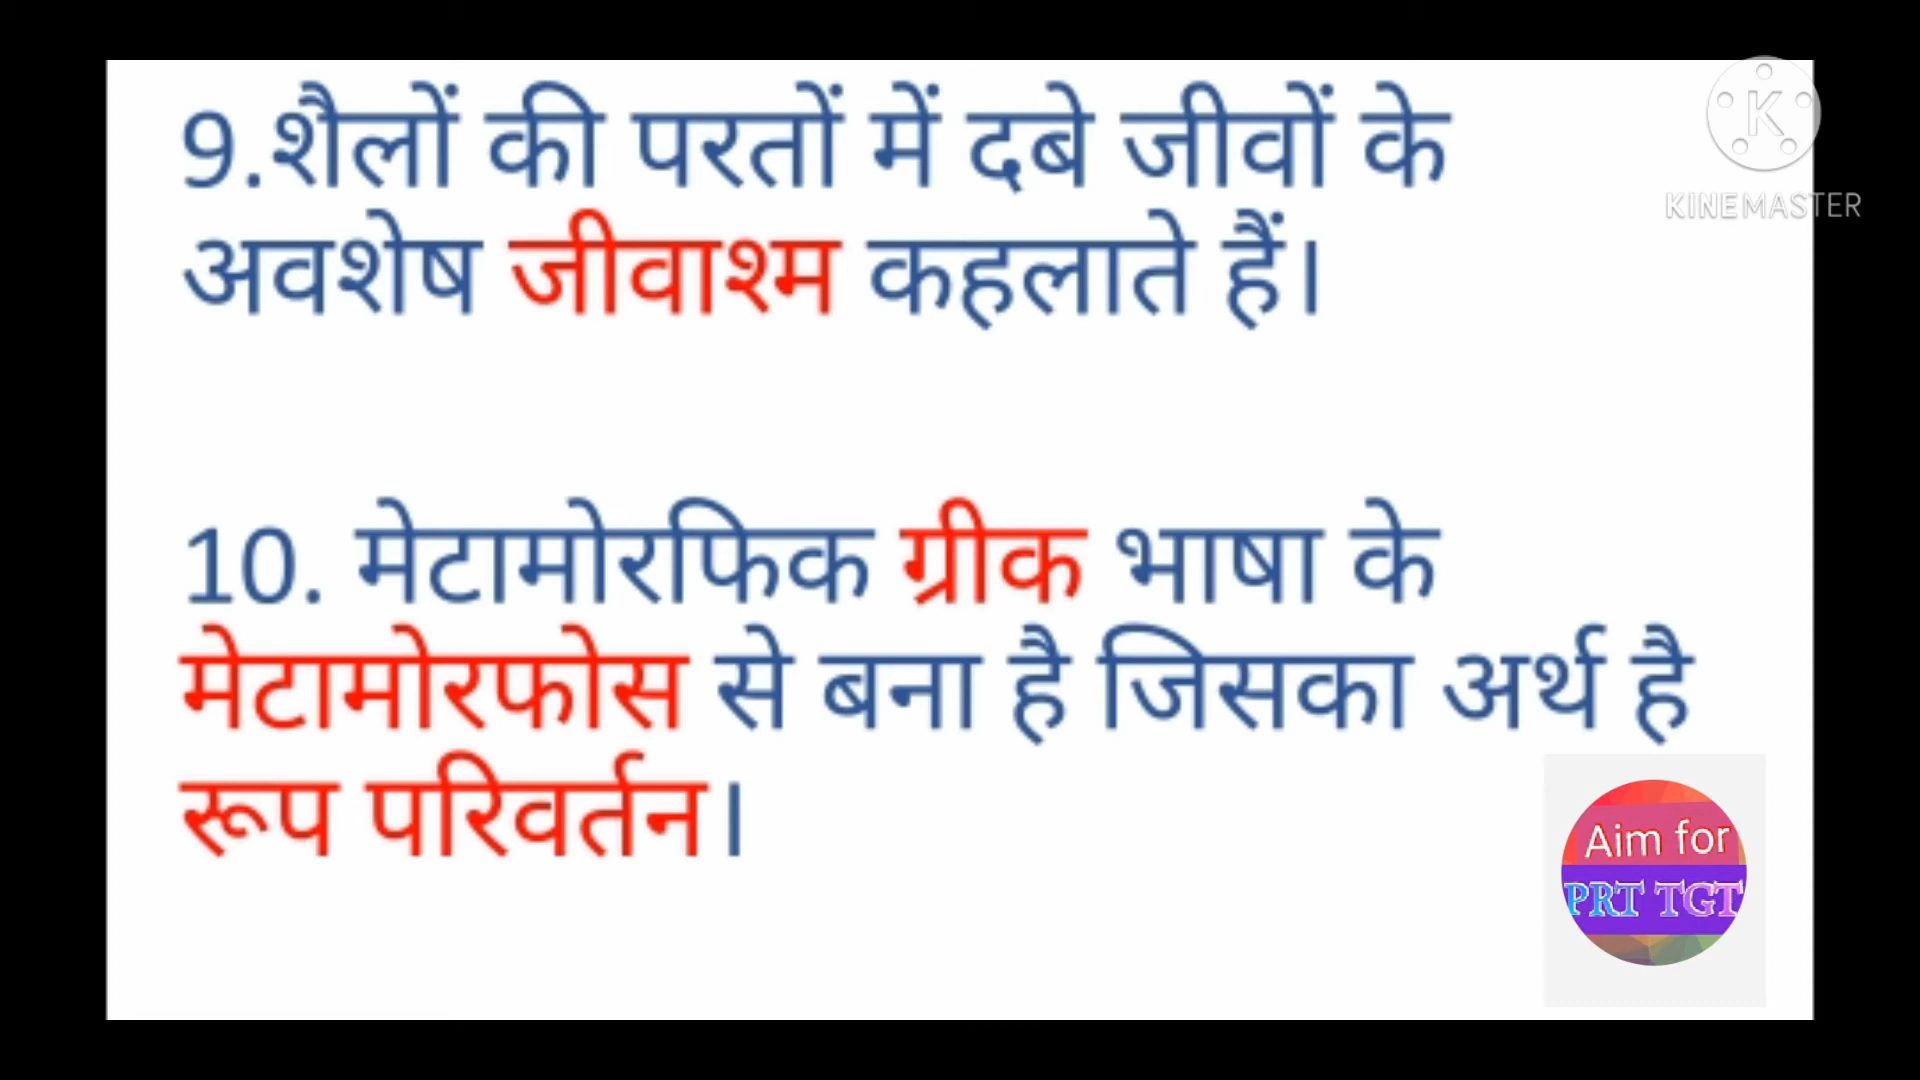 9.शैलों की परतों में दबे जीवों के
अवशेष जीवाश्म कहलाते हैं।
10. मेटामोरफिक ग्रीक भाषा के
मेटामोरफोस से बना है जिसका अर्थ है
रूप परिवर्तन।
K
KINEMASTER
Aim for
PRT TGT